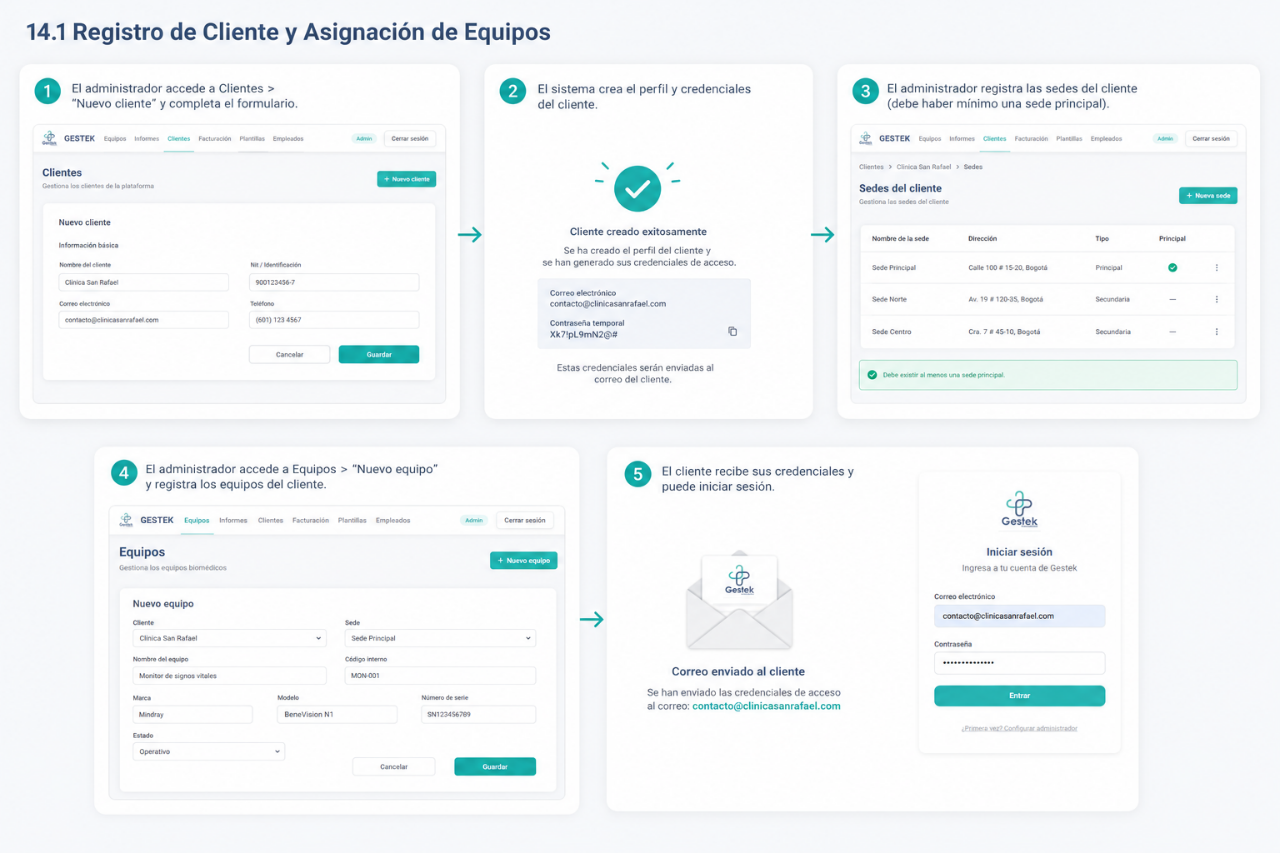 14.1 Registro de Cliente y Asignación de Equipos
1
El administrador accede a Clientes >
"Nuevo cliente" y completa el formulario.
GESTEK Equipos Informes Clientes Facturación Plantillas Empleados Admin Cerrar sesión
Clientes
Gestiona los clientes de la plataforma
+ Nuevo cliente
Nuevo cliente
Información básica
Nombre del cliente Nit / Identificación
Clínica San Rafael 900123456-7
Correo electrónico Teléfono
contacto@clinicasanrafael.com (601) 123 4567
Cancelar Guardar
2
El sistema crea el perfil y credenciales
del cliente.
Cliente creado exitosamente
Se ha creado el perfil del cliente y
se han generado sus credenciales de acceso.
Correo electrónico
contacto@clinicasanrafael.com
Contraseña temporal
Xk7!pL9mN2@#
Estas credenciales serán enviadas al
correo del cliente.
3
El administrador registra las sedes del cliente
(debe haber mínimo una sede principal).
GESTEK Equipos Informes Clientes Facturación Plantillas Empleados Admin Cerrar sesión
Clientes > Clínica San Rafael > Sedes
Sedes del cliente
Gestiona las sedes del cliente
+ Nueva sede
Nombre de la sede Dirección Tipo Principal
Sede Principal Calle 100 # 15-20, Bogotá Principal
Sede Norte Av. 19 # 120-35, Bogotá Secundaria —
Sede Centro Cra. 7 # 45-10, Bogotá Secundaria —
Debe existir al menos una sede principal.
4
El administrador accede a Equipos > "Nuevo equipo"
y registra los equipos del cliente.
GESTEK Equipos Informes Clientes Facturación Plantillas Empleados Admin Cerrar sesión
Equipos
Gestiona los equipos biomédicos
+ Nuevo equipo
Nuevo equipo
Cliente Sede
Clínica San Rafael Sede Principal
Nombre del equipo Código interno
Monitor de signos vitales MON-001
Marca Modelo Número de serie
Mindray BeneVision N1 SN123456789
Estado
Operativo
Cancelar Guardar
5
El cliente recibe sus credenciales y
puede iniciar sesión.
Gestek
Correo enviado al cliente
Se han enviado las credenciales de acceso
al correo: contacto@clinicasanrafael.com
Gestek
Iniciar sesión
Ingresa a tu cuenta de Gestek
Correo electrónico
contacto@clinicasanrafael.com
Contraseña
••••••••••••••
Entrar
¿Primera vez? Configurar administrador